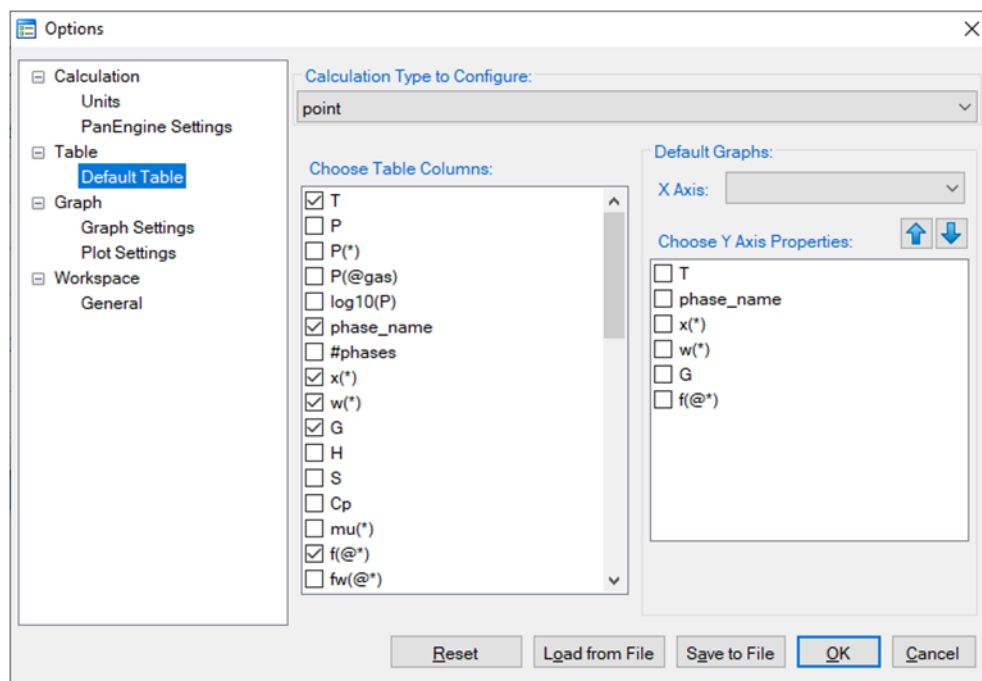 Options
Calculation
Units
PanEngine Settings
Table
Default Table
Graph
Graph Settings
Plot Settings
Workspace
General
Calculation Type to Configure:
point
Choose Table Columns:
T
P
P(*)
P(@gas)
log10(P)
phase_name
#phases
x(*)
w(*)
G
H
S
Cp
mu(*)
f(@*)
fw(@*)
Default Graphs:
X Axis:
Choose Y Axis Properties:
T
phase_name
x(*)
w(*)
G
f(@*)
Reset
Load from File
Save to File
OK
Cancel